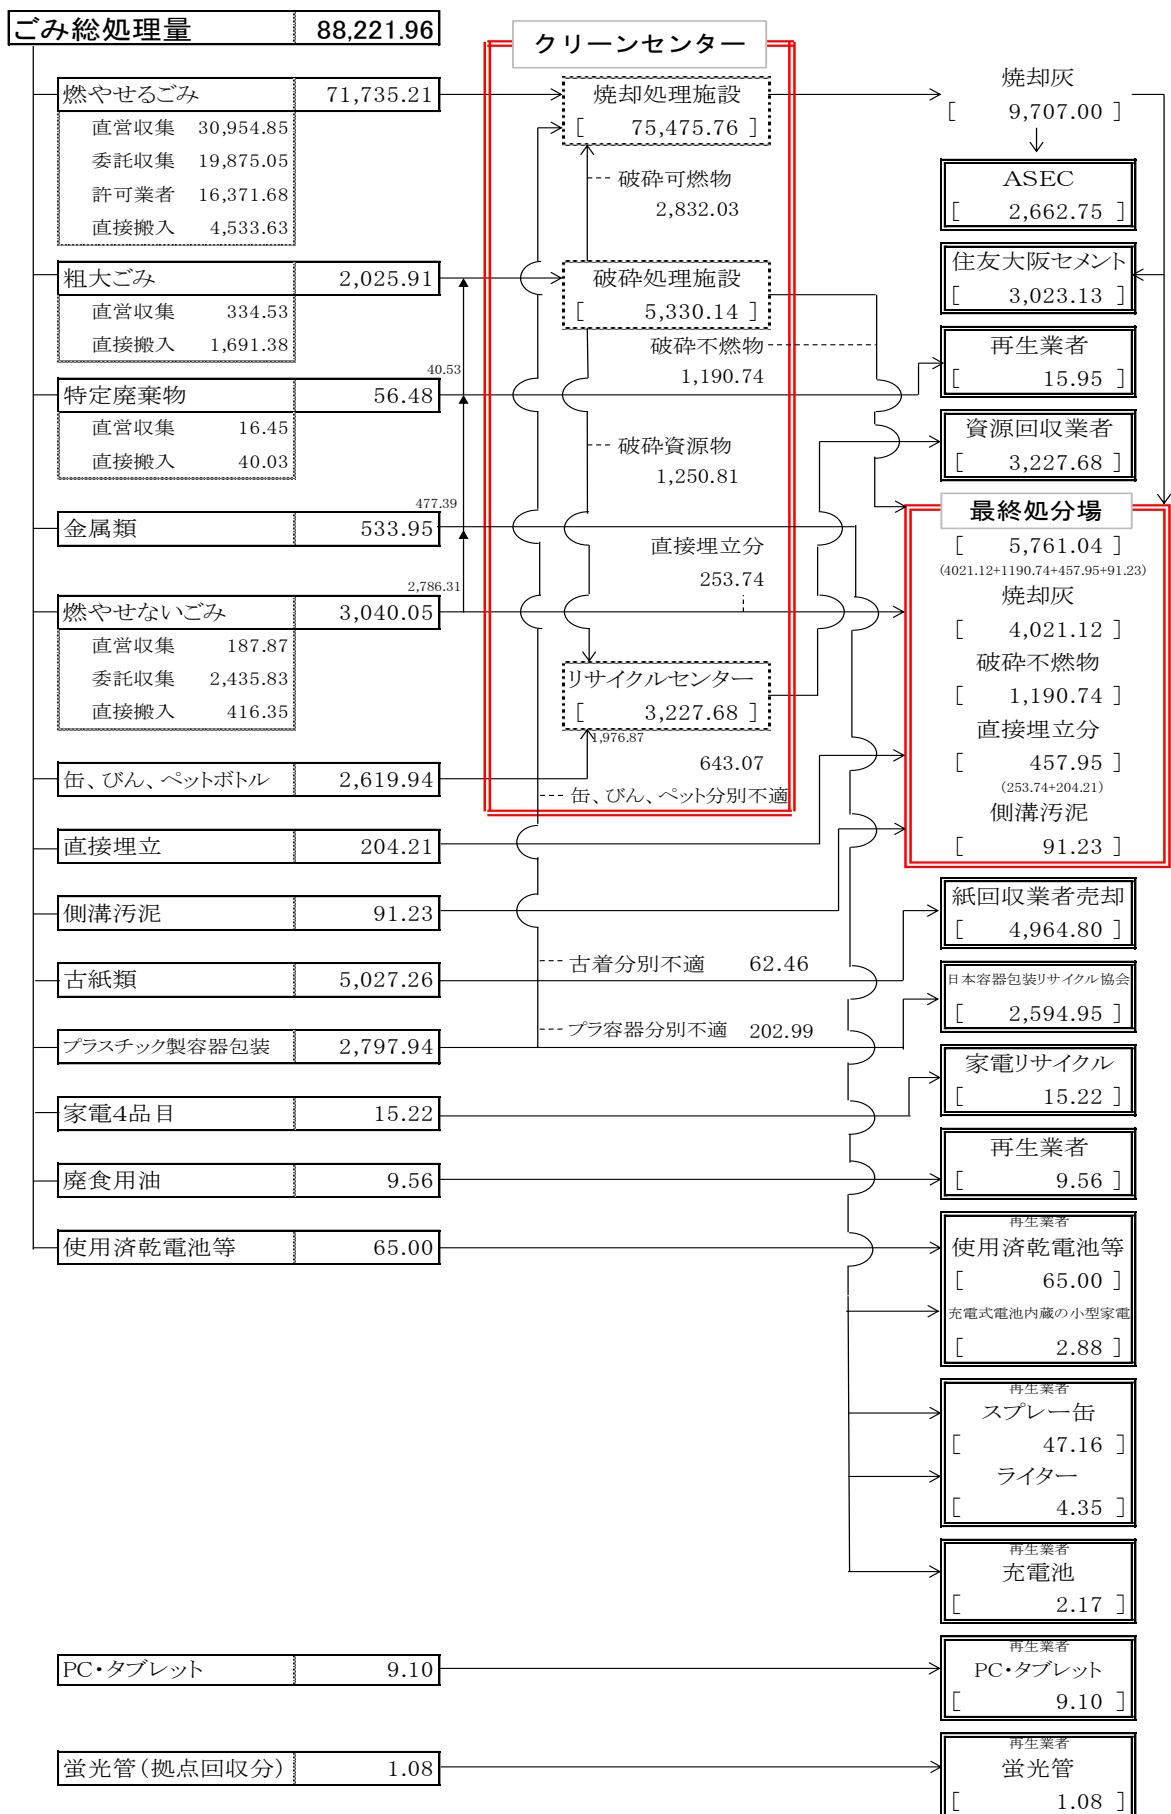 ごみ総処理量 88,221.96
クリーンセンター
燃やせるごみ 71,735.21
直営収集 30,954.85
委託収集 19,875.05
許可業者 16,371.68
直接搬入 4,533.63
焼却処理施設
[ 75,475.76 ]
破砕可燃物
2,832.03
焼却灰
[ 9,707.00 ]
ASEC
[ 2,662.75 ]
粗大ごみ 2,025.91
直営収集 334.53
直接搬入 1,691.38
破砕処理施設
[ 5,330.14 ]
破砕不燃物
1,190.74
住友大阪セメント
[ 3,023.13 ]
再生業者
[ 15.95 ]
40.53
特定廃棄物 56.48
直営収集 16.45
直接搬入 40.03
破砕資源物
1,250.81
資源回収業者
[ 3,227.68 ]
477.39
金属類 533.95
直接埋立分
253.74
最終処分場
[ 5,761.04 ]
(4021.12+1190.74+457.95+91.23)
焼却灰
[ 4,021.12 ]
破砕不燃物
[ 1,190.74 ]
直接埋立分
[ 457.95 ]
(253.74+204.21)
側溝汚泥
[ 91.23 ]
2,786.31
燃やせないごみ 3,040.05
直営収集 187.87
委託収集 2,435.83
直接搬入 416.35
リサイクルセンター
[ 3,227.68 ]
1,976.87
643.07
缶、びん、ペット分別不適
缶、びん、ペットボトル 2,619.94
直接埋立 204.21
側溝汚泥 91.23
紙回収業者売却
[ 4,964.80 ]
古着分別不適 62.46
古紙類 5,027.26
日本容器包装リサイクル協会
[ 2,594.95 ]
プラ容器分別不適 202.99
プラスチック製容器包装 2,797.94
家電リサイクル
[ 15.22 ]
家電4品目 15.22
再生業者
[ 9.56 ]
廃食用油 9.56
再生業者
使用済乾電池等
[ 65.00 ]
充電式電池内蔵の小型家電
[ 2.88 ]
使用済乾電池等 65.00
再生業者
スプレー缶
[ 47.16 ]
ライター
[ 4.35 ]
再生業者
充電池
[ 2.17 ]
PC・タブレット 9.10
再生業者
PC・タブレット
[ 9.10 ]
蛍光管(拠点回収分) 1.08
再生業者
蛍光管
[ 1.08 ]